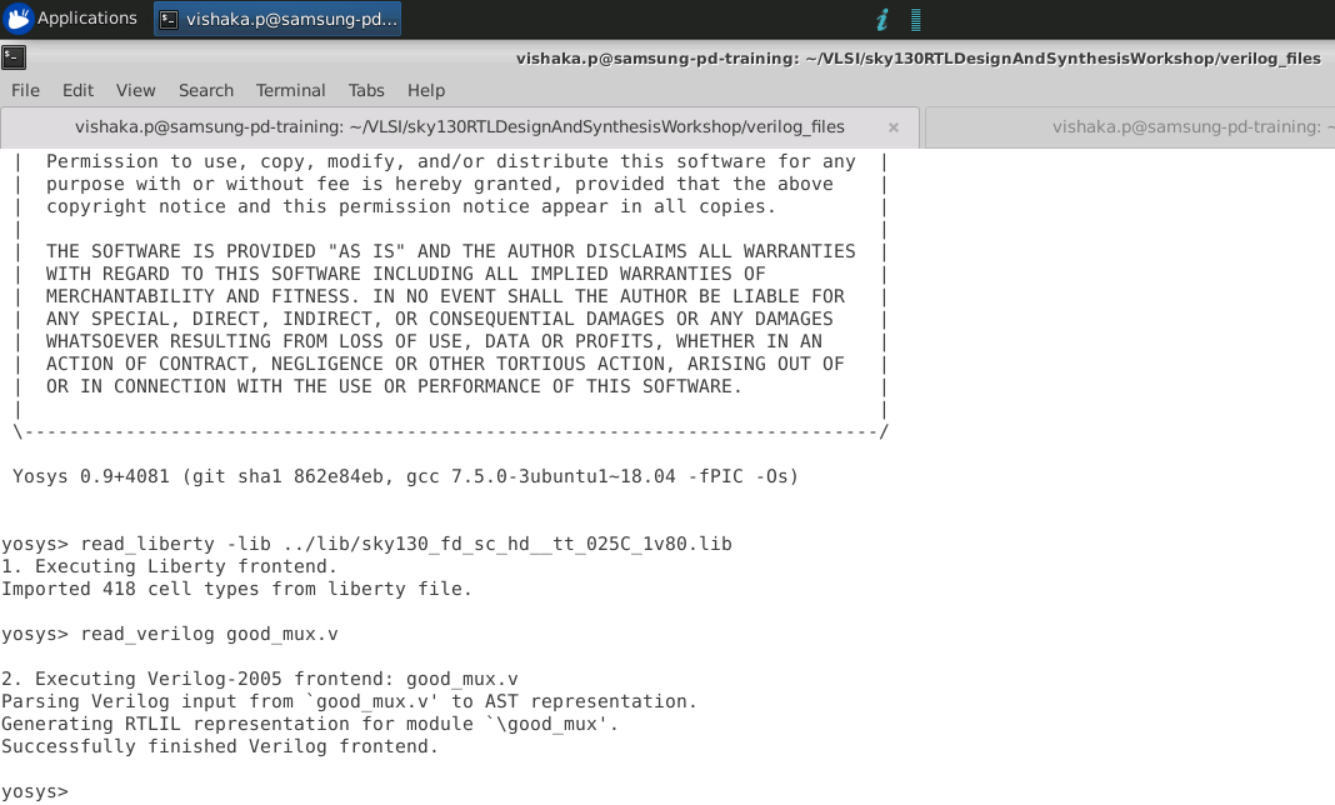 Applications vishaka.p@samsung-pd...
vishaka.p@samsung-pd-training: ~/VLSI/sky130RTLDesignAndSynthesisWorkshop/verilog_files
File Edit View Search Terminal Tabs Help
vishaka.p@samsung-pd-training: ~/VLSI/sky130RTLDesignAndSynthesisWorkshop/verilog_files × vishaka.p@samsung-pd-training: ~
| Permission to use, copy, modify, and/or distribute this software for any |
| purpose with or without fee is hereby granted, provided that the above |
| copyright notice and this permission notice appear in all copies. |
| |
| THE SOFTWARE IS PROVIDED "AS IS" AND THE AUTHOR DISCLAIMS ALL WARRANTIES |
| WITH REGARD TO THIS SOFTWARE INCLUDING ALL IMPLIED WARRANTIES OF |
| MERCHANTABILITY AND FITNESS. IN NO EVENT SHALL THE AUTHOR BE LIABLE FOR |
| ANY SPECIAL, DIRECT, INDIRECT, OR CONSEQUENTIAL DAMAGES OR ANY DAMAGES |
| WHATSOEVER RESULTING FROM LOSS OF USE, DATA OR PROFITS, WHETHER IN AN |
| ACTION OF CONTRACT, NEGLIGENCE OR OTHER TORTIOUS ACTION, ARISING OUT OF |
| OR IN CONNECTION WITH THE USE OR PERFORMANCE OF THIS SOFTWARE. |
| |
\----------------------------------------------------------------------------/
Yosys 0.9+4081 (git sha1 862e84eb, gcc 7.5.0-3ubuntu1~18.04 -fPIC -Os)
yosys> read_liberty -lib ../lib/sky130_fd_sc_hd__tt_025C_1v80.lib
1. Executing Liberty frontend.
Imported 418 cell types from liberty file.
yosys> read_verilog good_mux.v
2. Executing Verilog-2005 frontend: good_mux.v
Parsing Verilog input from `good_mux.v' to AST representation.
Generating RTLIL representation for module `\good_mux'.
Successfully finished Verilog frontend.
yosys>